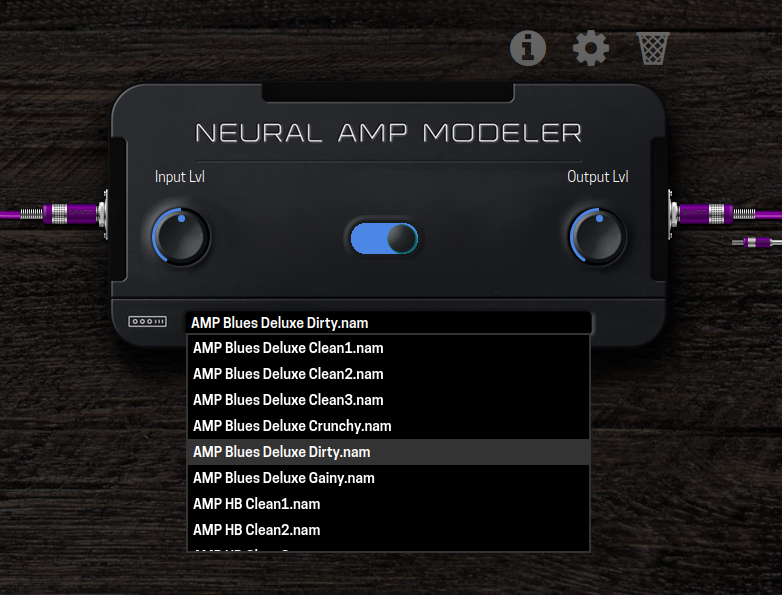 NEURAL AMP MODELER
Input Lvl
Output Lvl
AMP Blues Deluxe Dirty.nam
AMP Blues Deluxe Clean1.nam
AMP Blues Deluxe Clean2.nam
AMP Blues Deluxe Clean3.nam
AMP Blues Deluxe Crunchy.nam
AMP Blues Deluxe Dirty.nam
AMP Blues Deluxe Gainy.nam
AMP HB Clean1.nam
AMP HB Clean2.nam